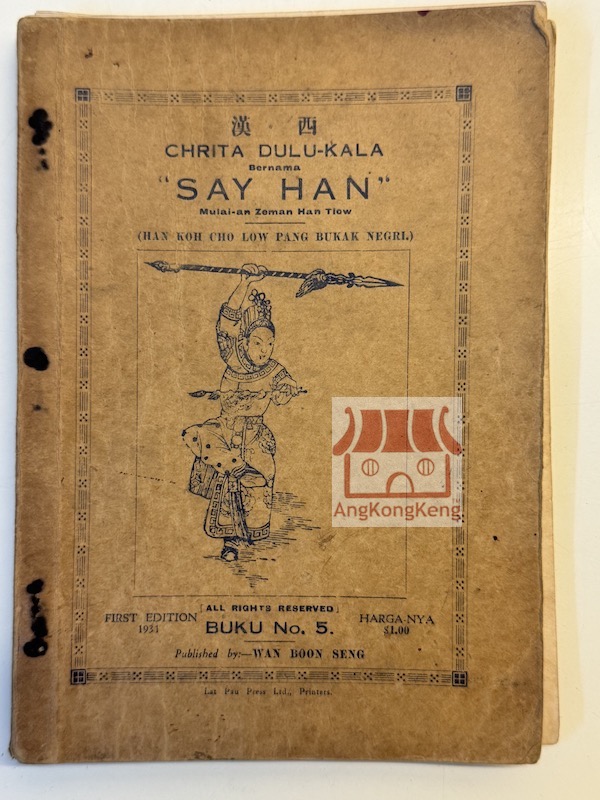 西漢
CHRITA DULU-KALA
Bernama
"SAY HAN"
Mulai-an Zeman Han Tiow
(HAN KOH CHO LOW PANG BUKAK NEGRI.)
AngKongKeng
[ALL RIGHTS RESERVED]
FIRST EDITION
1931
BUKU No. 5.
HARGA-NYA
$1.00
Published by:—WAN BOON SENG
Lat Pau Press Ltd., Printers.